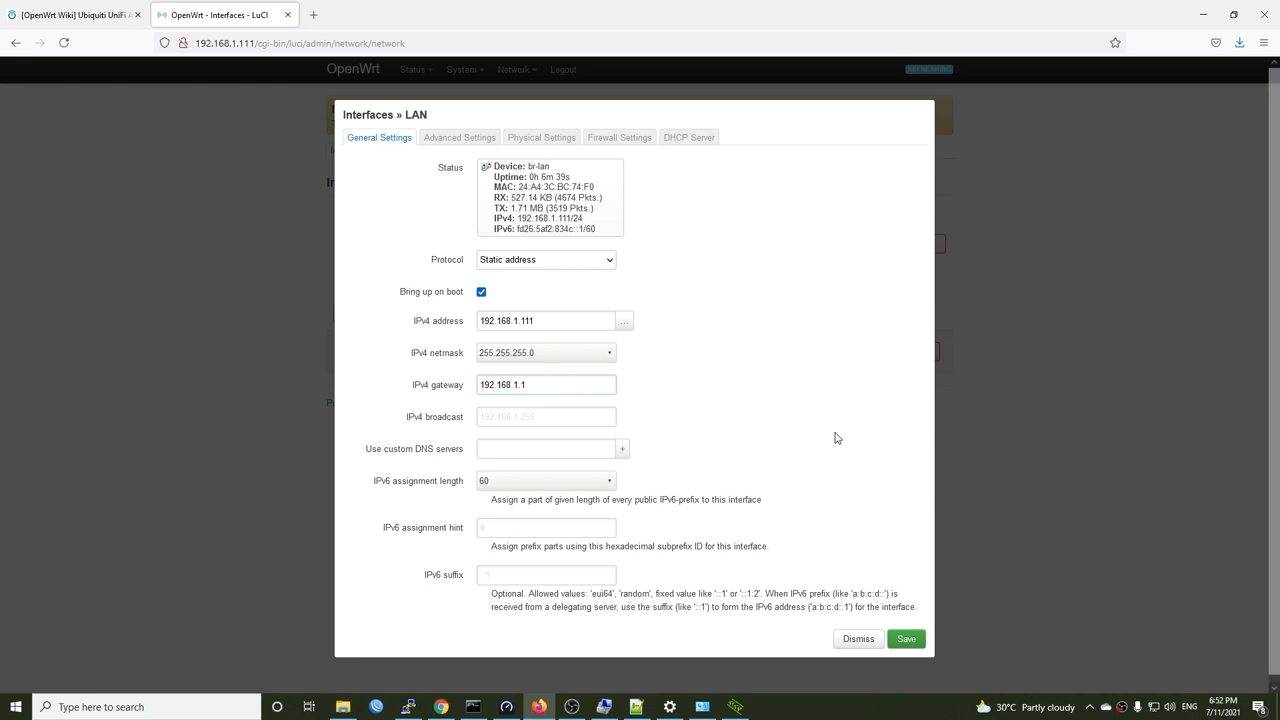 [OpenWrt Wiki] Ubiquiti UniFi A
OpenWrt - Interfaces - LuCI
192.168.1.111/cgi-bin/luci/admin/network/network
OpenWrt
Status
System
Network
Logout
Interfaces » LAN
General Settings
Advanced Settings
Physical Settings
Firewall Settings
DHCP Server
Status
Device: br-lan
Uptime: 0h 6m 39s
MAC: 24:A4:3C:BC:74:F0
RX: 527.14 KB (4674 Pkts.)
TX: 1.71 MB (3519 Pkts.)
IPv4: 192.168.1.111/24
IPv6: fd26:5af2:834c::1/60
Protocol
Static address
Bring up on boot
IPv4 address
192.168.1.111
...
IPv4 netmask
255.255.255.0
IPv4 gateway
192.168.1.1
IPv4 broadcast
192.168.1.255
Use custom DNS servers
+
IPv6 assignment length
60
Assign a part of given length of every public IPv6-prefix to this interface
IPv6 assignment hint
0
Assign prefix parts using this hexadecimal subprefix ID for this interface.
IPv6 suffix
Optional. Allowed values: 'eui64', 'random', fixed value like '::1' or '::1:2'. When IPv6 prefix (like 'a:b:c:d::') is
received from a delegating server, use the suffix (like '::1') to form the IPv6 address ('a:b:c:d::1') for the interface.
Dismiss
Save
Type here to search
30°C Partly cloudy
6:52 PM
7/11/2021
8